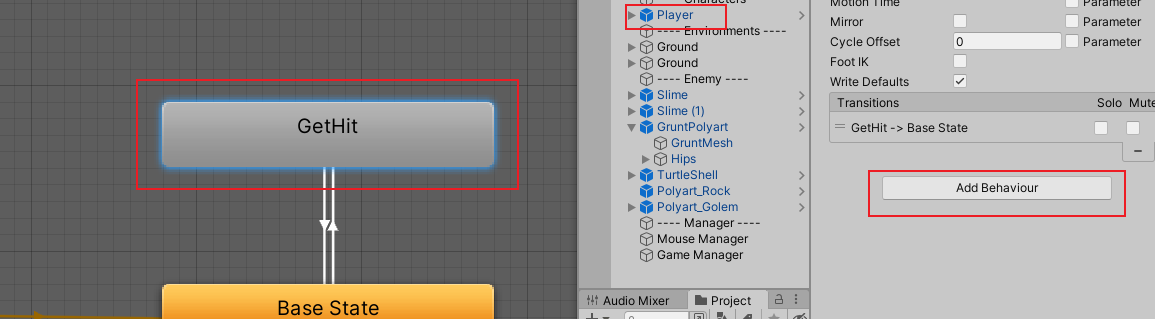 GetHit
Base State
Characters
Player
---- Environments ----
Ground
Ground
---- Enemy ----
Slime
Slime (1)
GruntPolyart
GruntMesh
Hips
TurtleShell
Polyart_Rock
Polyart_Golem
---- Manager ----
Mouse Manager
Game Manager
Audio Mixer
Project
Motion Time Parameter
Mirror Parameter
Cycle Offset 0 Parameter
Foot IK
Write Defaults
Transitions Solo Mute
GetHit -> Base State
Add Behaviour